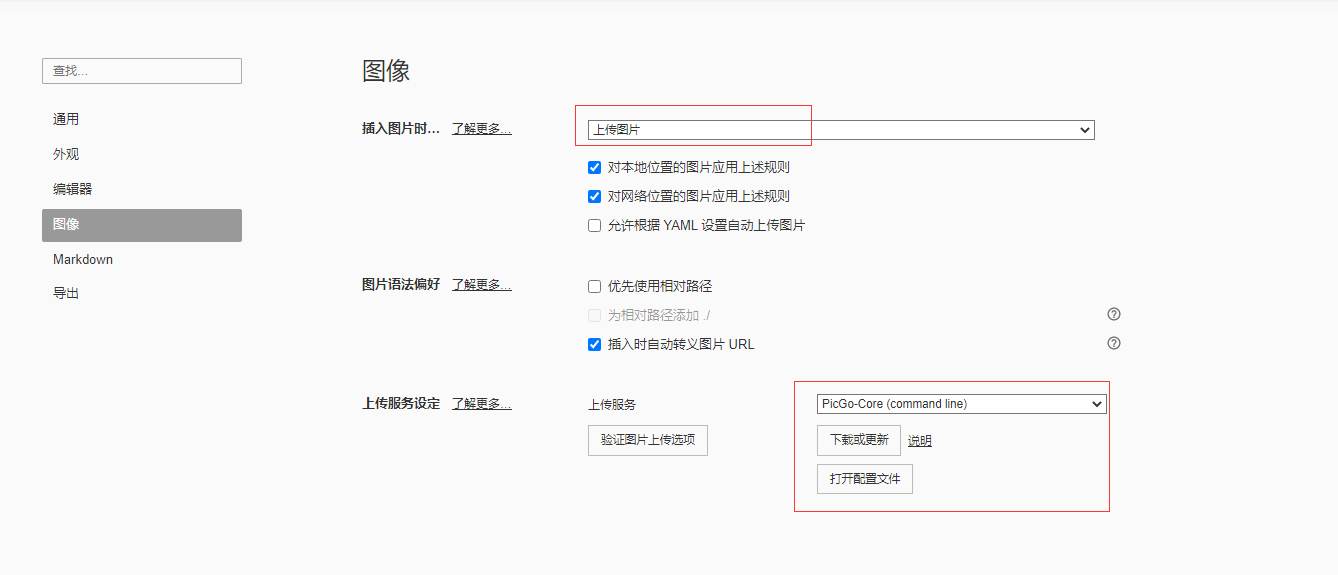 查找...
通用
外观
编辑器
图像
Markdown
导出
图像
插入图片时... 了解更多...
上传图片
对本地位置的图片应用上述规则
对网络位置的图片应用上述规则
允许根据 YAML 设置自动上传图片
图片语法偏好 了解更多...
优先使用相对路径
为相对路径添加 ./
插入时自动转义图片 URL
上传服务设定 了解更多...
上传服务 PicGo-Core (command line)
验证图片上传选项 下载或更新 说明
打开配置文件